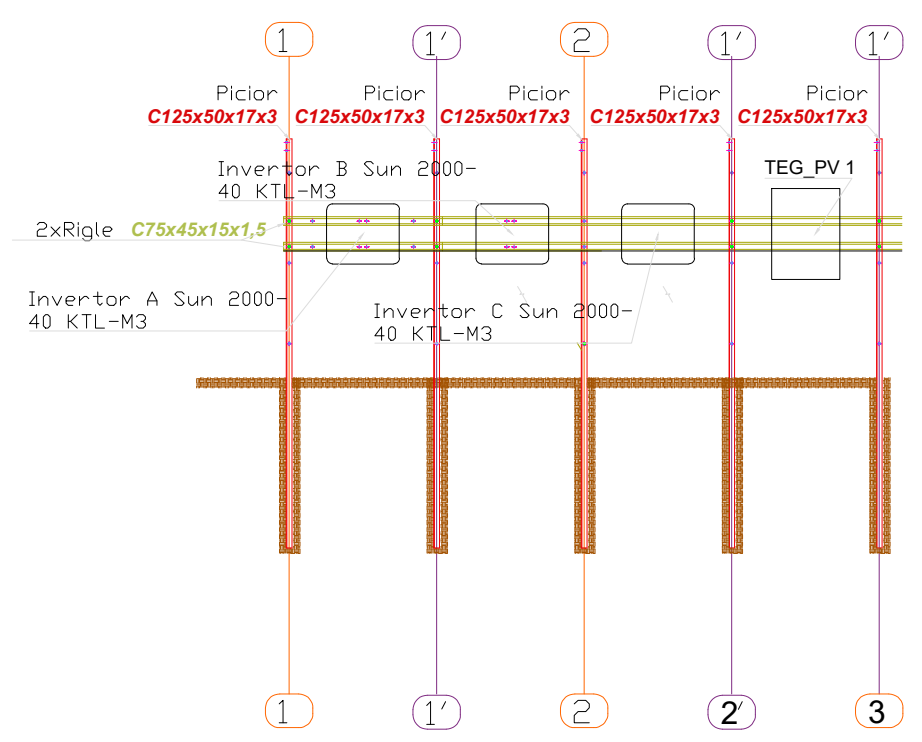 1 1′ 2 1′ 1′
Picior Picior Picior Picior Picior
C125x50x17x3 C125x50x17x3 C125x50x17x3 C125x50x17x3 C125x50x17x3
Invertor B Sun 2000-
40 KTL-M3
TEG_PV 1
2xRigle C75x45x15x1,5
Invertor A Sun 2000-
40 KTL-M3
Invertor C Sun 2000-
40 KTL-M3
1 1′ 2 2′ 3